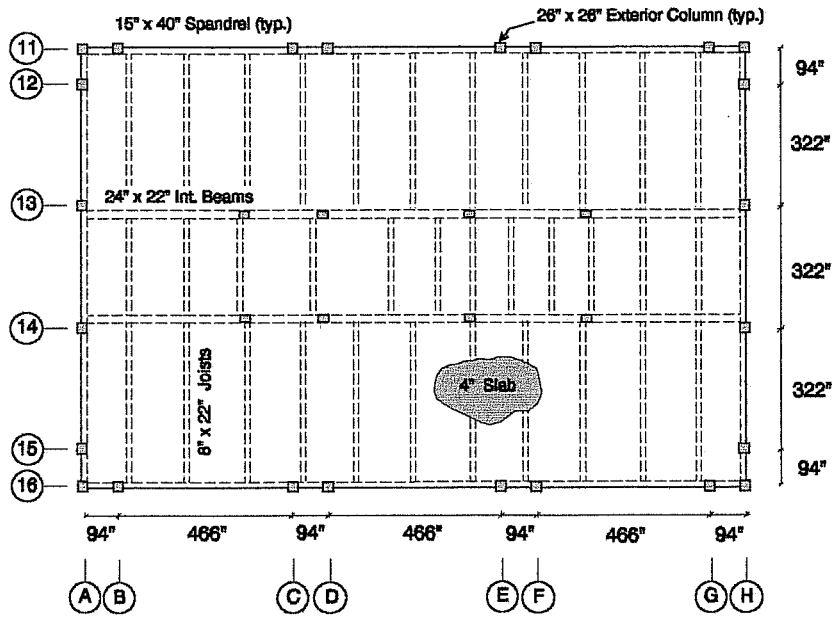 15" x 40" Spandrel (typ.)
26" x 26" Exterior Column (typ.)
11
12
13
14
15
16
24" x 22" Int. Beams
8" x 22" Joists
4" Slab
94"
322"
322"
322"
94"
94"
466"
94"
466"
94"
466"
94"
A
B
C
D
E
F
G
H